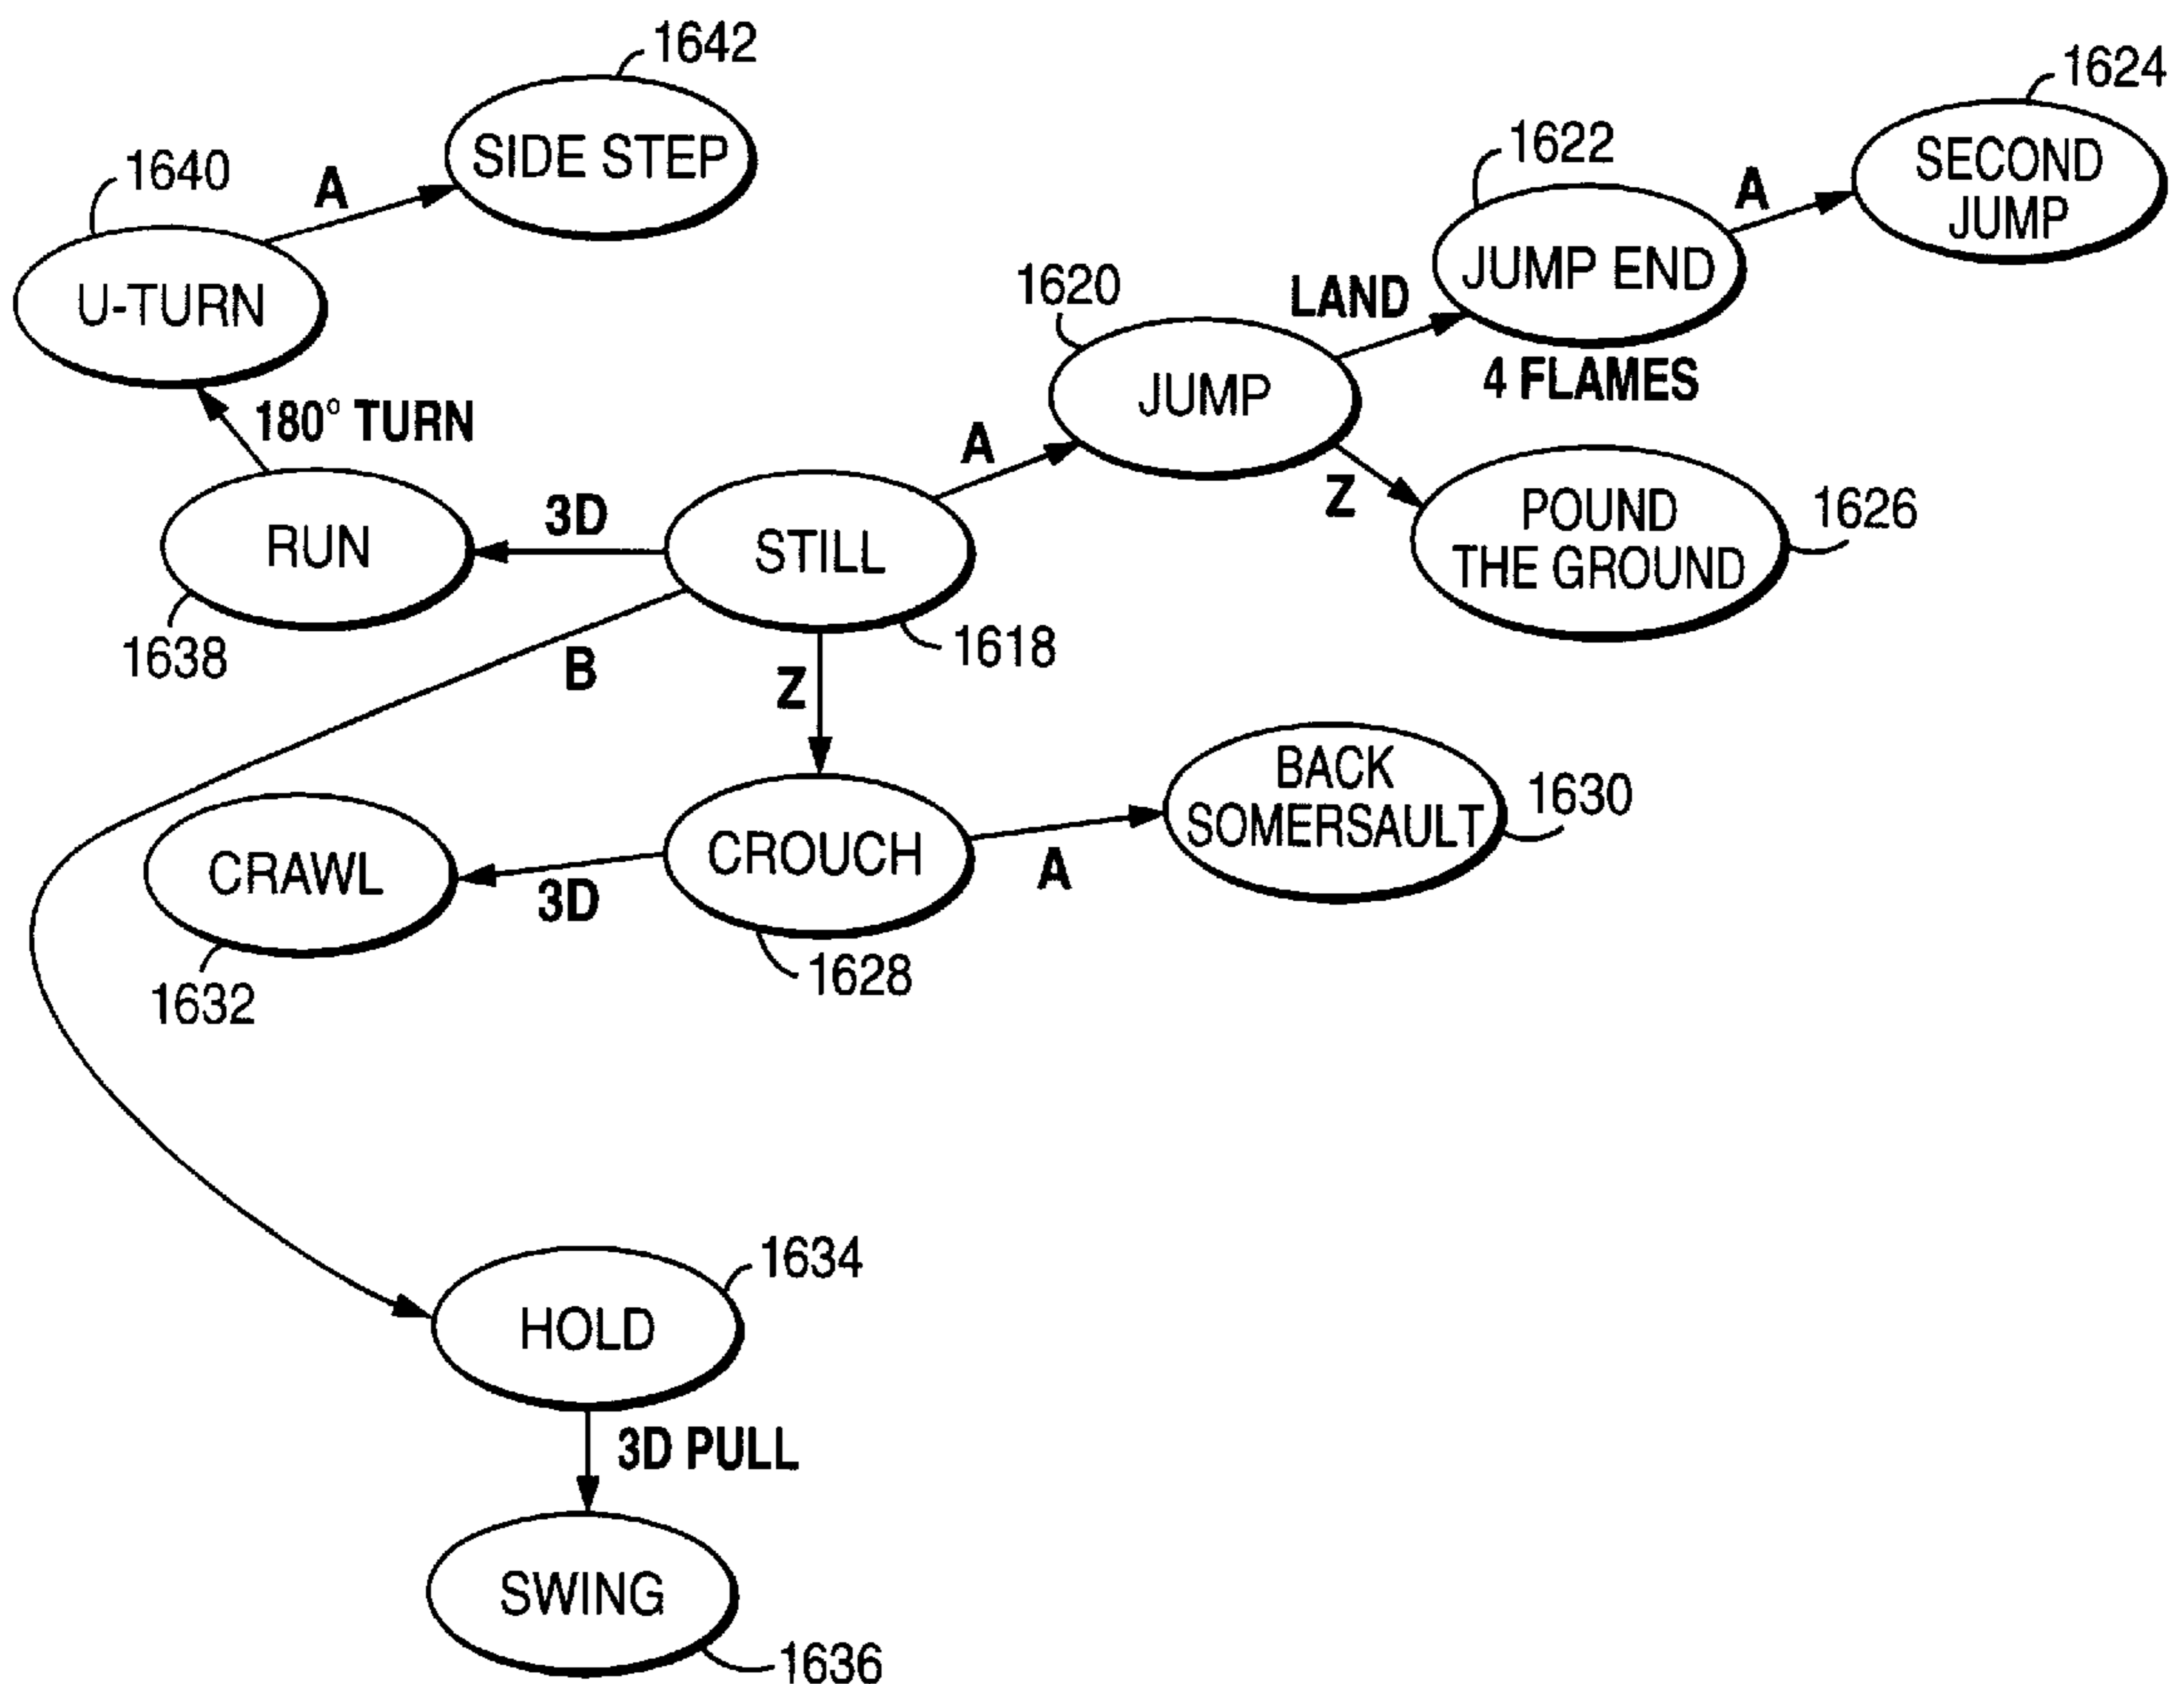 1642
1624
SIDE STEP
1622
SECOND
JUMP
1640
A
A
U-TURN
1620
LAND
JUMP END
JUMP
4 FLAMES
180° TURN
A
Z
POUND
THE GROUND
1626
RUN
3D
STILL
1638
B
Z
1618
BACK
SOMERSAULT
1630
CRAWL
3D
CROUCH
A
1632
1628
1634
HOLD
3D PULL
SWING
1636